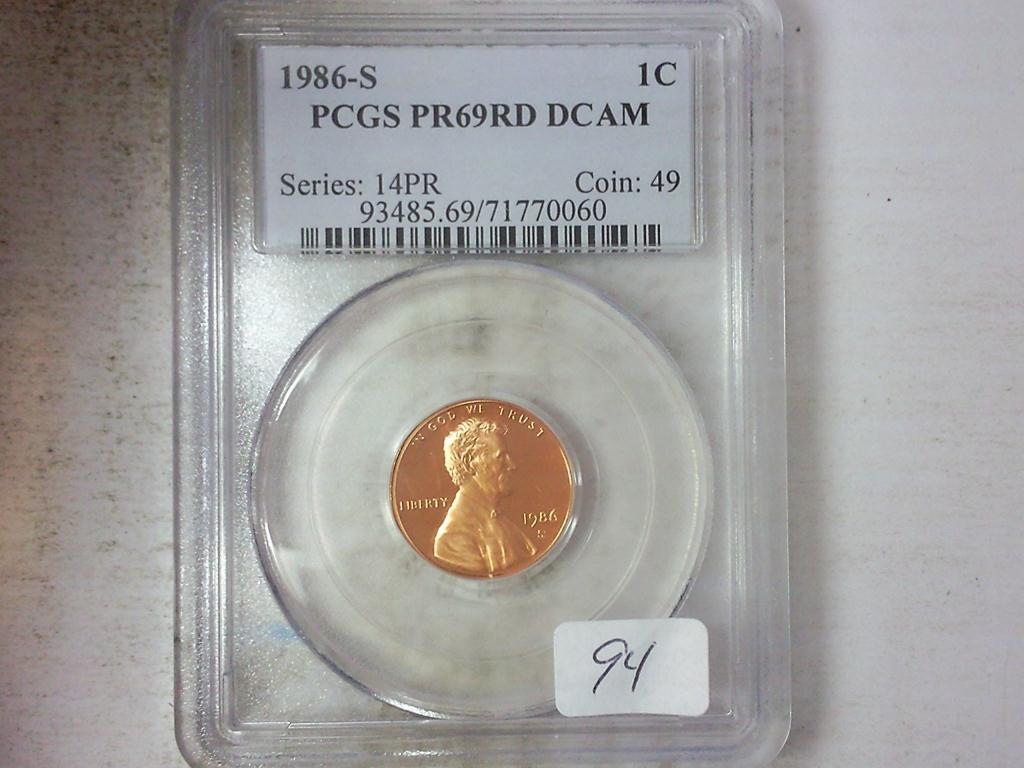 1986-S 1C
PCGS PR69RD DCAM
Series: 14PR Coin: 49
93485.69/71770060
IN GOD WE TRUST
LIBERTY
1986
S
94